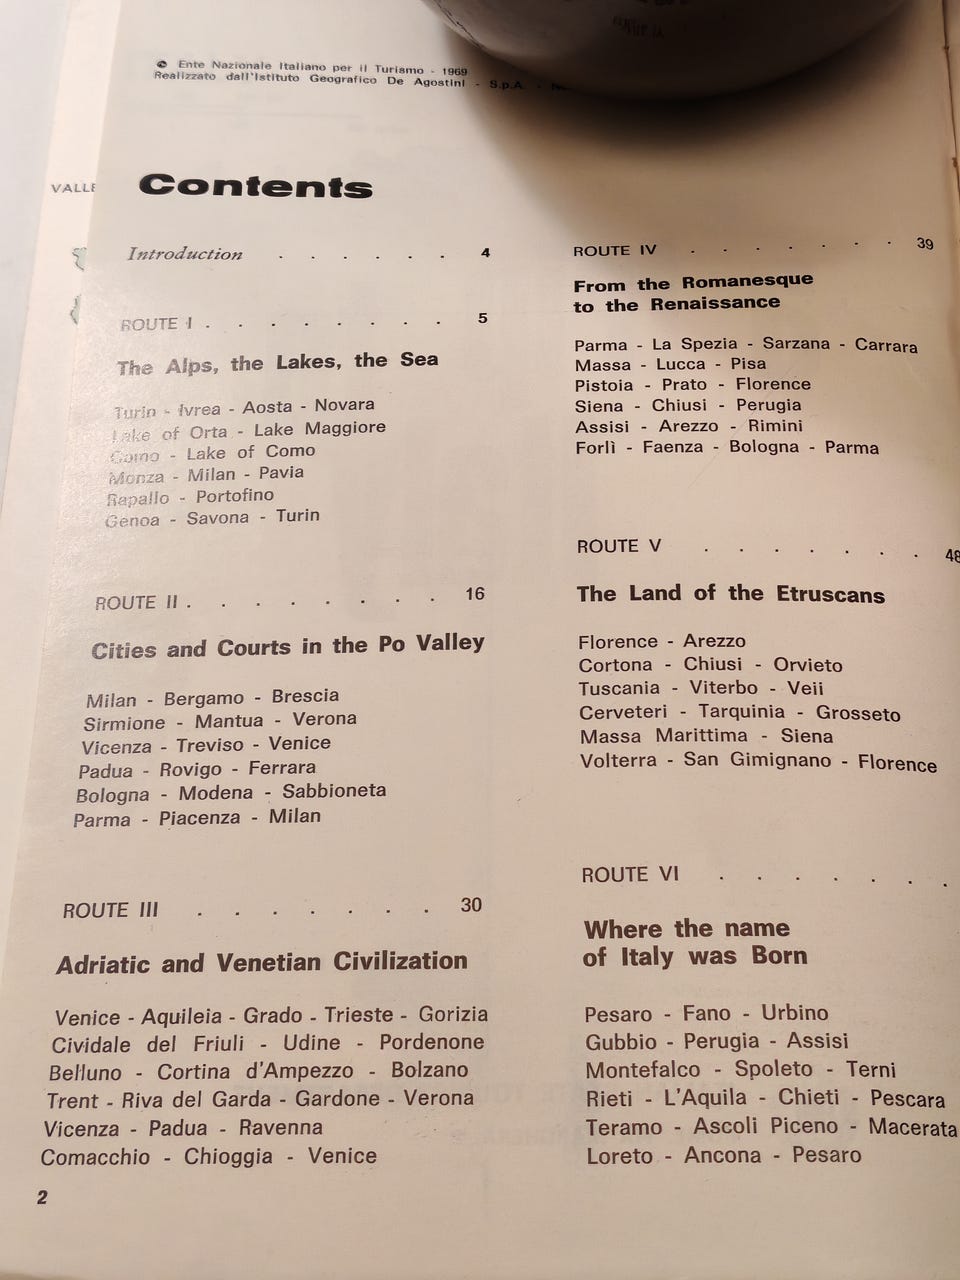 © Ente Nazionale Italiano per il Turismo - 1969
Realizzato dall'Istituto Geografico De Agostini - S.p.A. -
Contents
Introduction . . . . . . 4
ROUTE I . . . . . . . . 5
The Alps, the Lakes, the Sea
Turin - Ivrea - Aosta - Novara
Lake of Orta - Lake Maggiore
Como - Lake of Como
Monza - Milan - Pavia
Rapallo - Portofino
Genoa - Savona - Turin
ROUTE II . . . . . . . . 16
Cities and Courts in the Po Valley
Milan - Bergamo - Brescia
Sirmione - Mantua - Verona
Vicenza - Treviso - Venice
Padua - Rovigo - Ferrara
Bologna - Modena - Sabbioneta
Parma - Piacenza - Milan
ROUTE III . . . . . . . 30
Adriatic and Venetian Civilization
Venice - Aquileia - Grado - Trieste - Gorizia
Cividale del Friuli - Udine - Pordenone
Belluno - Cortina d'Ampezzo - Bolzano
Trent - Riva del Garda - Gardone - Verona
Vicenza - Padua - Ravenna
Comacchio - Chioggia - Venice
2
ROUTE IV . . . . . . . 39
From the Romanesque
to the Renaissance
Parma - La Spezia - Sarzana - Carrara
Massa - Lucca - Pisa
Pistoia - Prato - Florence
Siena - Chiusi - Perugia
Assisi - Arezzo - Rimini
Forlì - Faenza - Bologna - Parma
ROUTE V . . . . . . . 48
The Land of the Etruscans
Florence - Arezzo
Cortona - Chiusi - Orvieto
Tuscania - Viterbo - Veii
Cerveteri - Tarquinia - Grosseto
Massa Marittima - Siena
Volterra - San Gimignano - Florence
ROUTE VI . . . . . . .
Where the name
of Italy was Born
Pesaro - Fano - Urbino
Gubbio - Perugia - Assisi
Montefalco - Spoleto - Terni
Rieti - L'Aquila - Chieti - Pescara
Teramo - Ascoli Piceno - Macerata
Loreto - Ancona - Pesaro